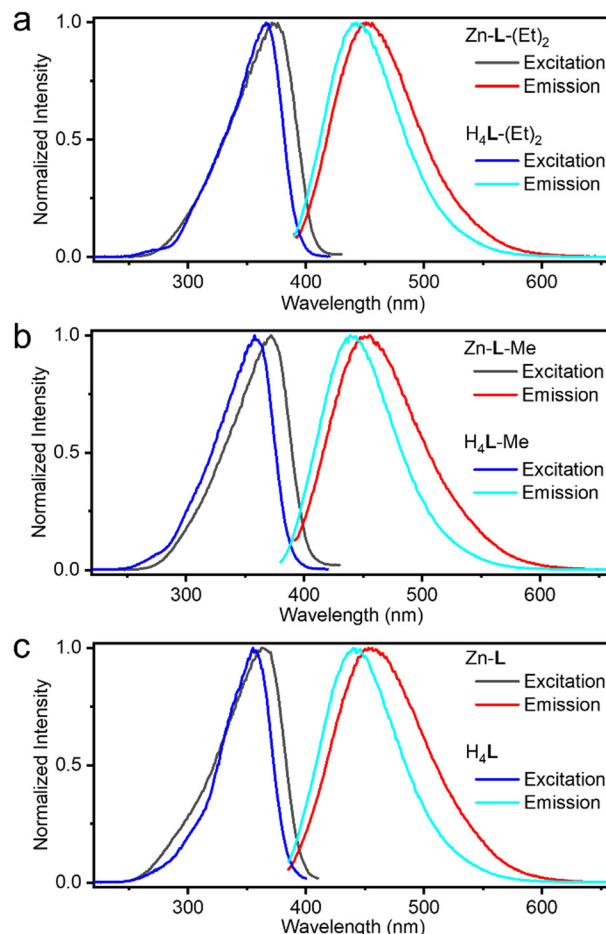 a
Zn-L-(Et)₂
Excitation
Emission
H₄L-(Et)₂
Excitation
Emission
Normalized Intensity
1.0
0.5
0.0
300 400 500 600
Wavelength (nm)
b
Zn-L-Me
Excitation
Emission
H₄L-Me
Excitation
Emission
Normalized Intensity
1.0
0.5
0.0
300 400 500 600
Wavelength (nm)
c
Zn-L
Excitation
Emission
H₄L
Excitation
Emission
Normalized Intensity
1.0
0.5
0.0
300 400 500 600
Wavelength (nm)